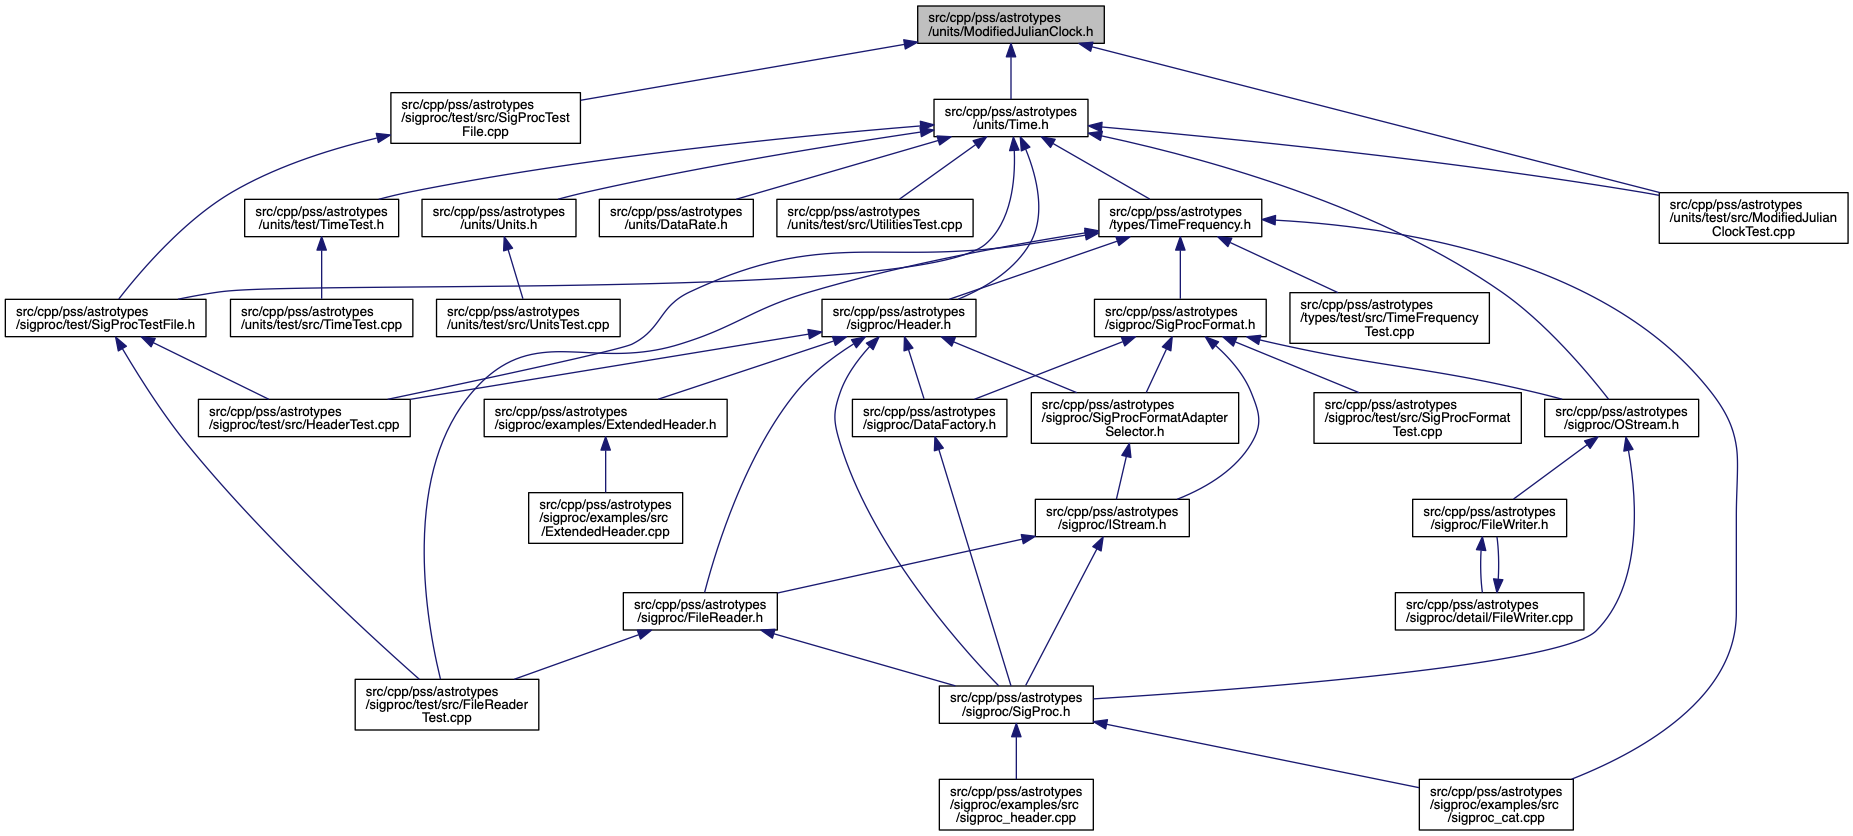 src/cpp/pss/astrotypes
/units/ModifiedJulianClock.h
src/cpp/pss/astrotypes
/sigproc/test/src/SigProcTest
File.cpp
src/cpp/pss/astrotypes
/units/Time.h
src/cpp/pss/astrotypes
/units/test/TimeTest.h
src/cpp/pss/astrotypes
/units/Units.h
src/cpp/pss/astrotypes
/units/DataRate.h
src/cpp/pss/astrotypes
/units/test/src/UtilitiesTest.cpp
src/cpp/pss/astrotypes
/types/TimeFrequency.h
src/cpp/pss/astrotypes
/units/test/src/ModifiedJulian
ClockTest.cpp
src/cpp/pss/astrotypes
/sigproc/test/SigProcTestFile.h
src/cpp/pss/astrotypes
/units/test/src/TimeTest.cpp
src/cpp/pss/astrotypes
/units/test/src/UnitsTest.cpp
src/cpp/pss/astrotypes
/sigproc/Header.h
src/cpp/pss/astrotypes
/sigproc/SigProcFormat.h
src/cpp/pss/astrotypes
/types/test/src/TimeFrequency
Test.cpp
src/cpp/pss/astrotypes
/sigproc/test/src/HeaderTest.cpp
src/cpp/pss/astrotypes
/sigproc/examples/ExtendedHeader.h
src/cpp/pss/astrotypes
/sigproc/DataFactory.h
src/cpp/pss/astrotypes
/sigproc/SigProcFormatAdapter
Selector.h
src/cpp/pss/astrotypes
/sigproc/test/src/SigProcFormat
Test.cpp
src/cpp/pss/astrotypes
/sigproc/OStream.h
src/cpp/pss/astrotypes
/sigproc/examples/src
/ExtendedHeader.cpp
src/cpp/pss/astrotypes
/sigproc/IStream.h
src/cpp/pss/astrotypes
/sigproc/FileWriter.h
src/cpp/pss/astrotypes
/sigproc/FileReader.h
src/cpp/pss/astrotypes
/sigproc/detail/FileWriter.cpp
src/cpp/pss/astrotypes
/sigproc/test/src/FileReader
Test.cpp
src/cpp/pss/astrotypes
/sigproc/SigProc.h
src/cpp/pss/astrotypes
/sigproc/examples/src
/sigproc_header.cpp
src/cpp/pss/astrotypes
/sigproc/examples/src
/sigproc_cat.cpp